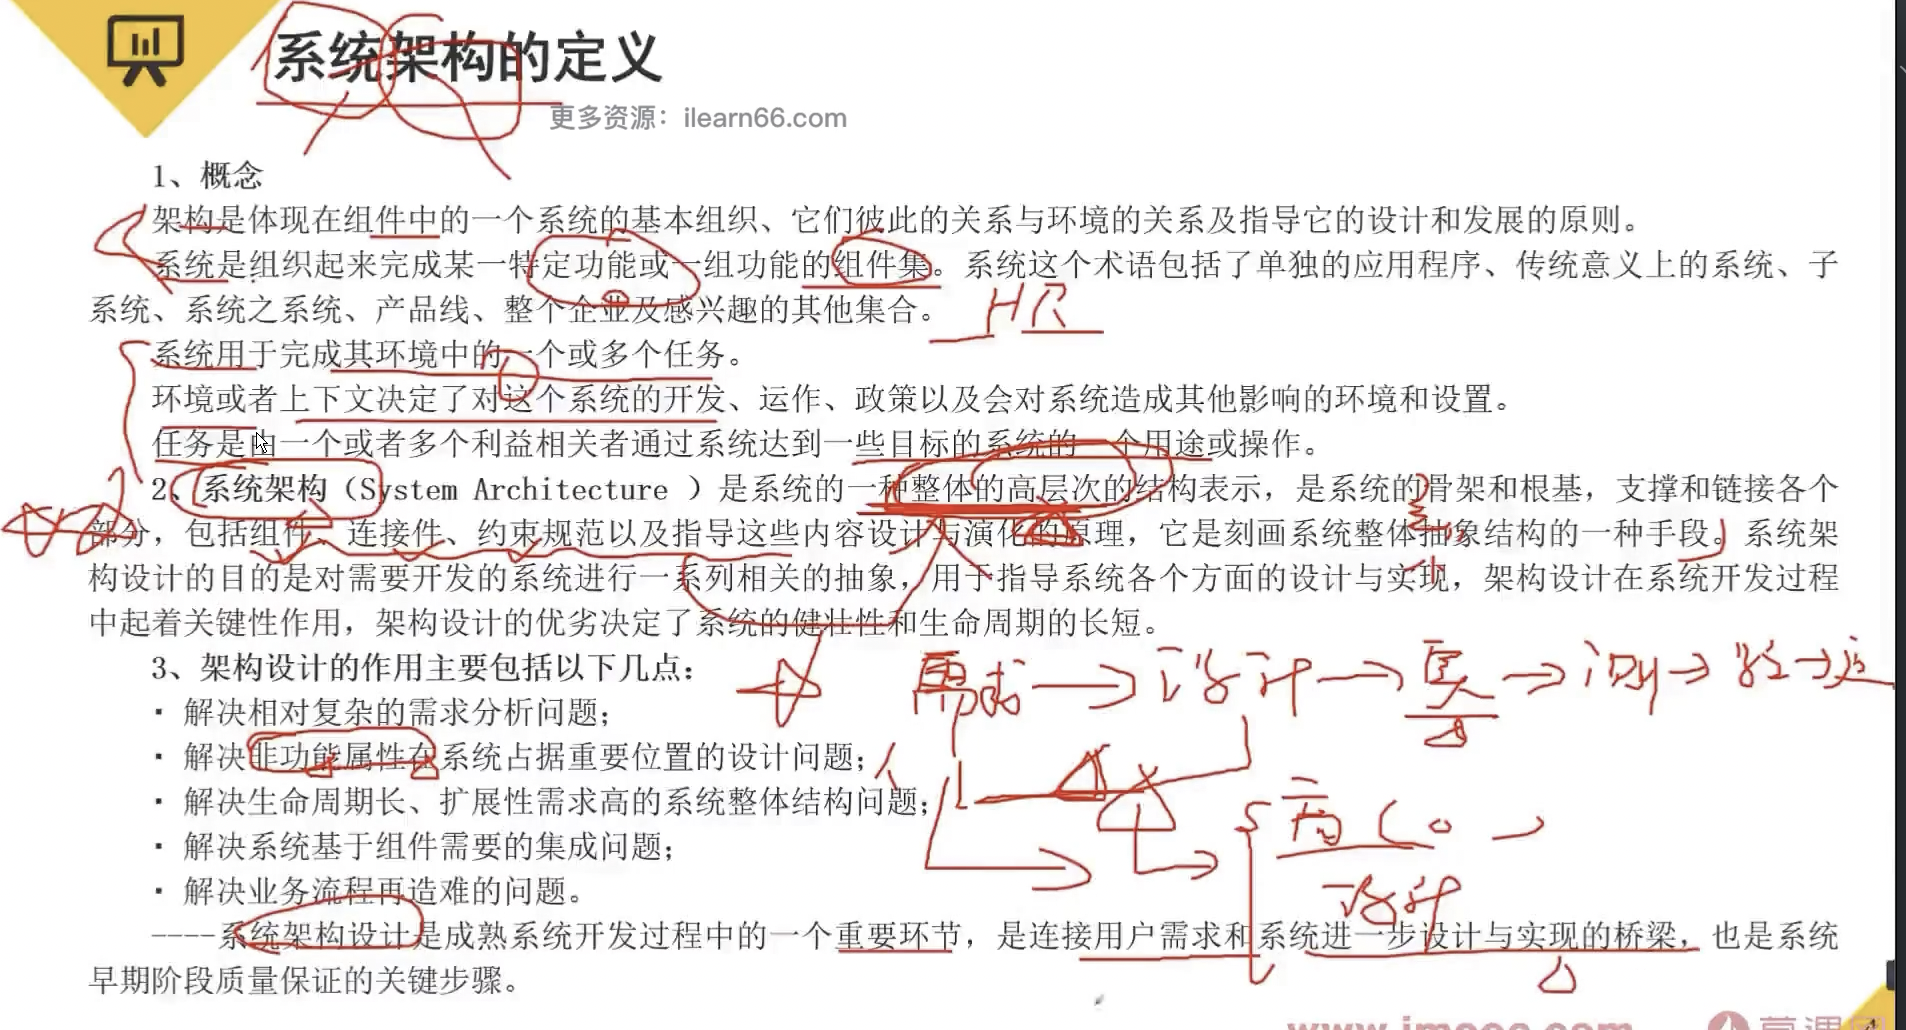 系统架构的定义
更多资源：ilearn66.com
1、概念
架构是体现在组件中的一个系统的基本组织、它们彼此的关系与环境的关系及指导它的设计和发展的原则。
系统是组织起来完成某一特定功能或一组功能的组件集。系统这个术语包括了单独的应用程序、传统意义上的系统、子
系统、系统之系统、产品线、整个企业及感兴趣的其他集合。
HR
系统用于完成其环境中的一个或多个任务。
环境或者上下文决定了对这个系统的开发、运作、政策以及会对系统造成其他影响的环境和设置。
任务是由一个或者多个利益相关者通过系统达到一些目标的系统的一个用途或操作。
2、系统架构（System Architecture ）是系统的一种整体的高层次的结构表示，是系统的骨架和根基，支撑和链接各个
部分，包括组件、连接件、约束规范以及指导这些内容设计与演化的原理，它是刻画系统整体抽象结构的一种手段。系统架
构设计的目的是对需要开发的系统进行一系列相关的抽象，用于指导系统各个方面的设计与实现，架构设计在系统开发过程
中起着关键性作用，架构设计的优劣决定了系统的健壮性和生命周期的长短。
3、架构设计的作用主要包括以下几点：
需求 设计 实 测
· 解决相对复杂的需求分析问题；
· 解决非功能属性在系统占据重要位置的设计问题；
· 解决生命周期长、扩展性需求高的系统整体结构问题；
· 解决系统基于组件需要的集成问题；
· 解决业务流程再造难的问题。
设计
----系统架构设计是成熟系统开发过程中的一个重要环节，是连接用户需求和系统进一步设计与实现的桥梁，也是系统
早期阶段质量保证的关键步骤。